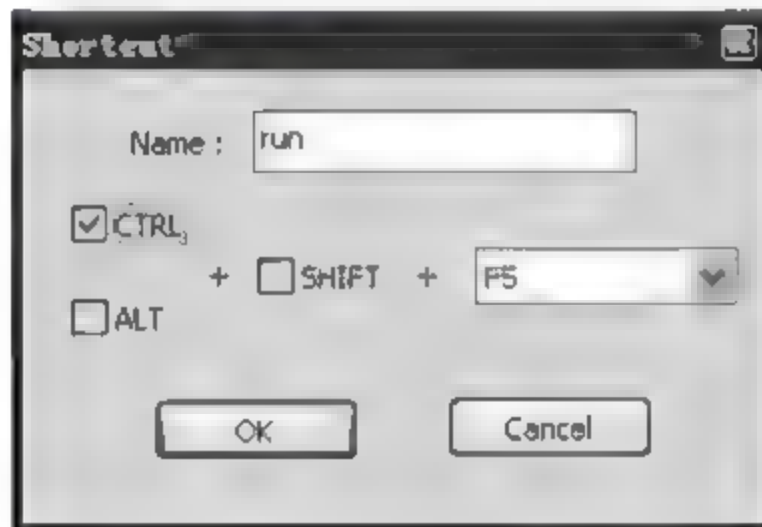 Shortcut
Name : run
CTRL
+ SHIFT + F5
ALT
OK Cancel